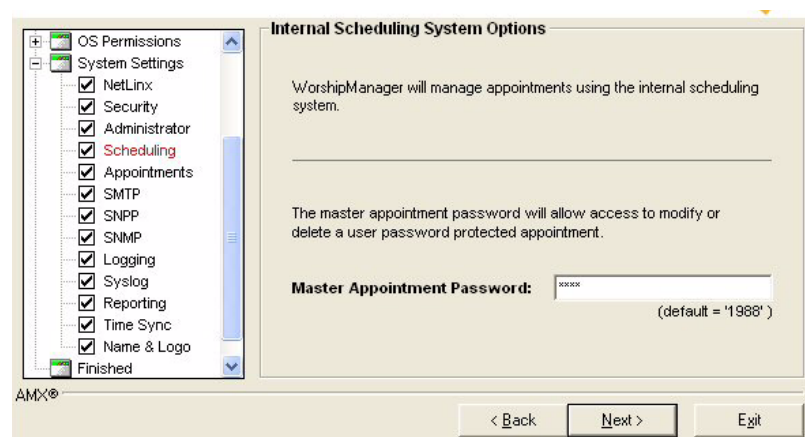 OS Permissions
System Settings
NetLinx
Security
Administrator
Scheduling
Appointments
SMTP
SNPP
SNMP
Logging
Syslog
Reporting
Time Sync
Name & Logo
Finished
Internal Scheduling System Options
WorshipManager will manage appointments using the internal scheduling
system.
The master appointment password will allow access to modify or
delete a user password protected appointment.
Master Appointment Password:
xxxx
(default = '1988' )
AMX®
< Back
Next >
Exit